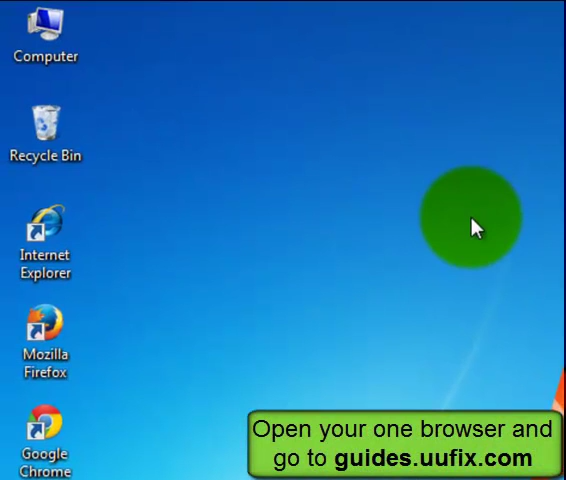 Computer
Recycle Bin
Internet
Explorer
Mozilla
Firefox
Google
Chrome
Open your one browser and
go to guides.uufix.com